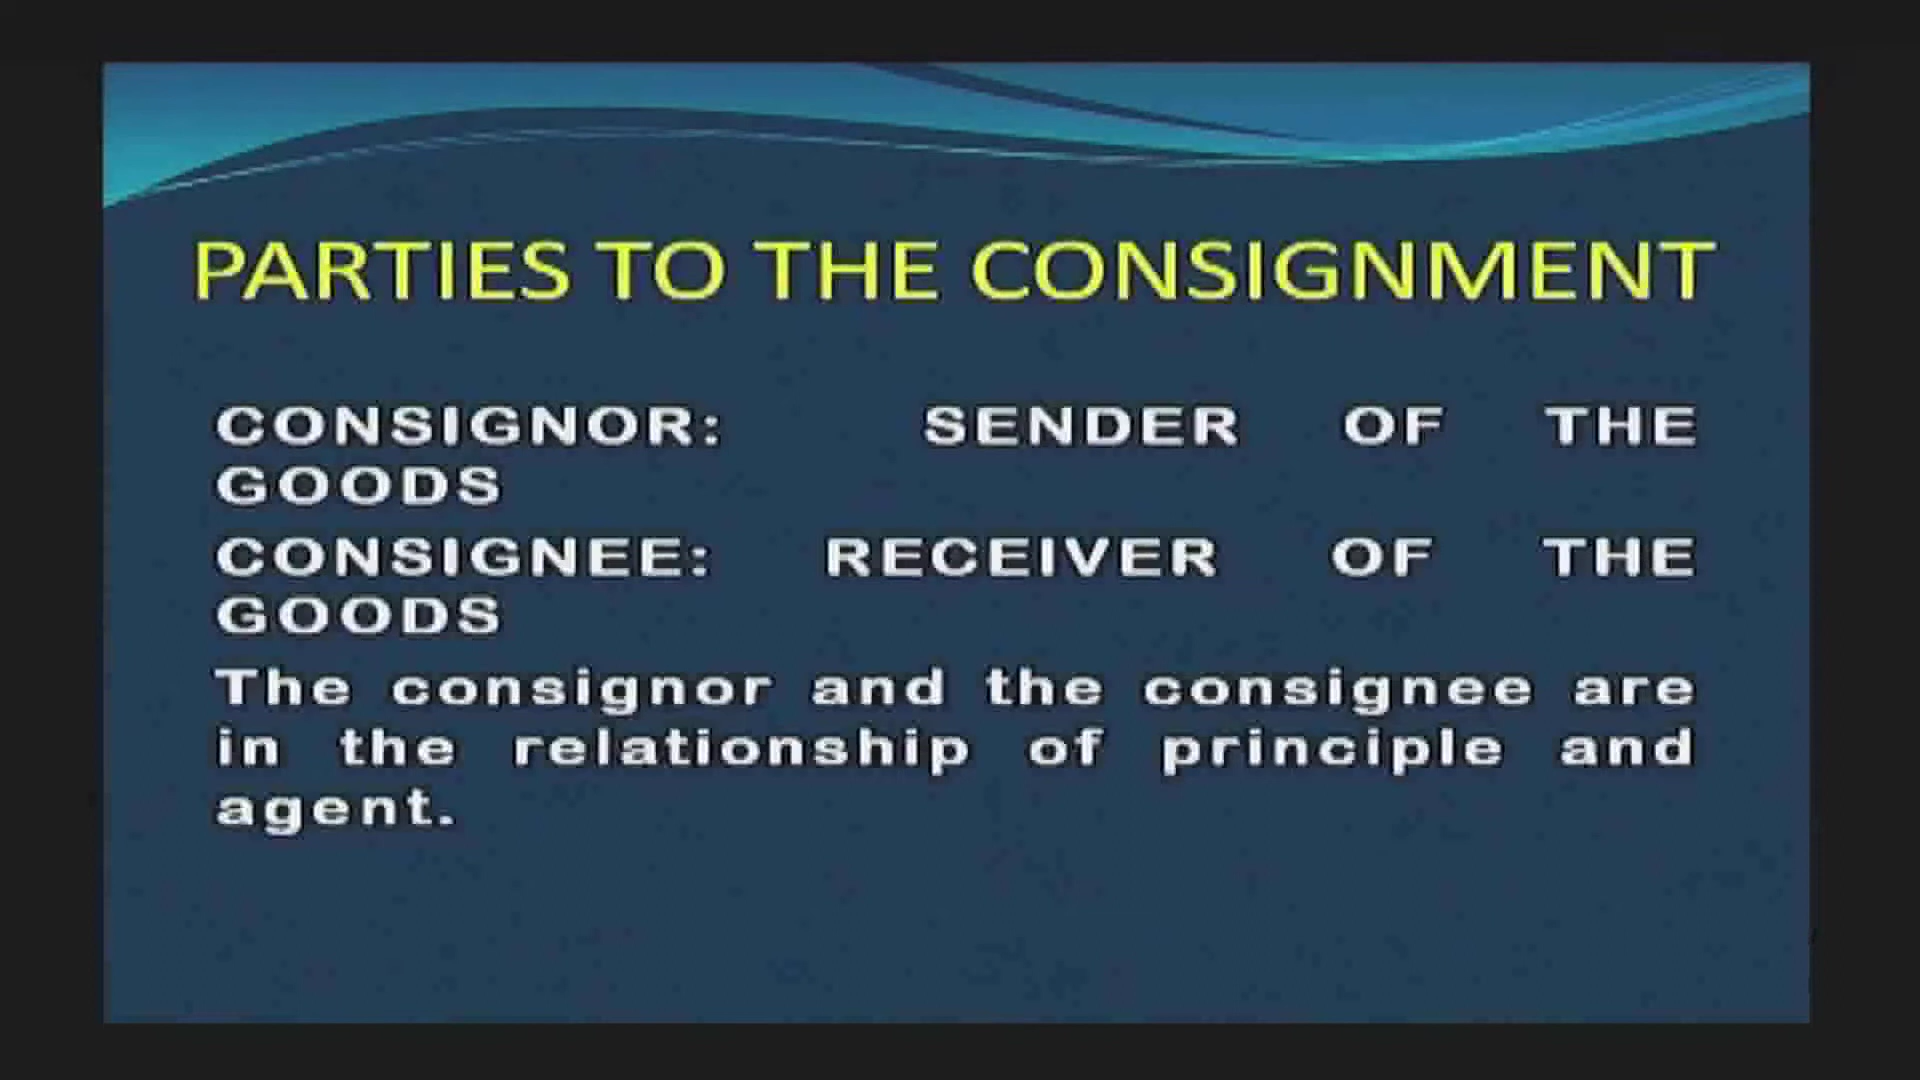 PARTIES TO THE CONSIGNMENT
CONSIGNOR: SENDER OF THE
GOODS
CONSIGNEE: RECEIVER OF THE
GOODS
The consignor and the consignee are
in the relationship of principle and
agent.